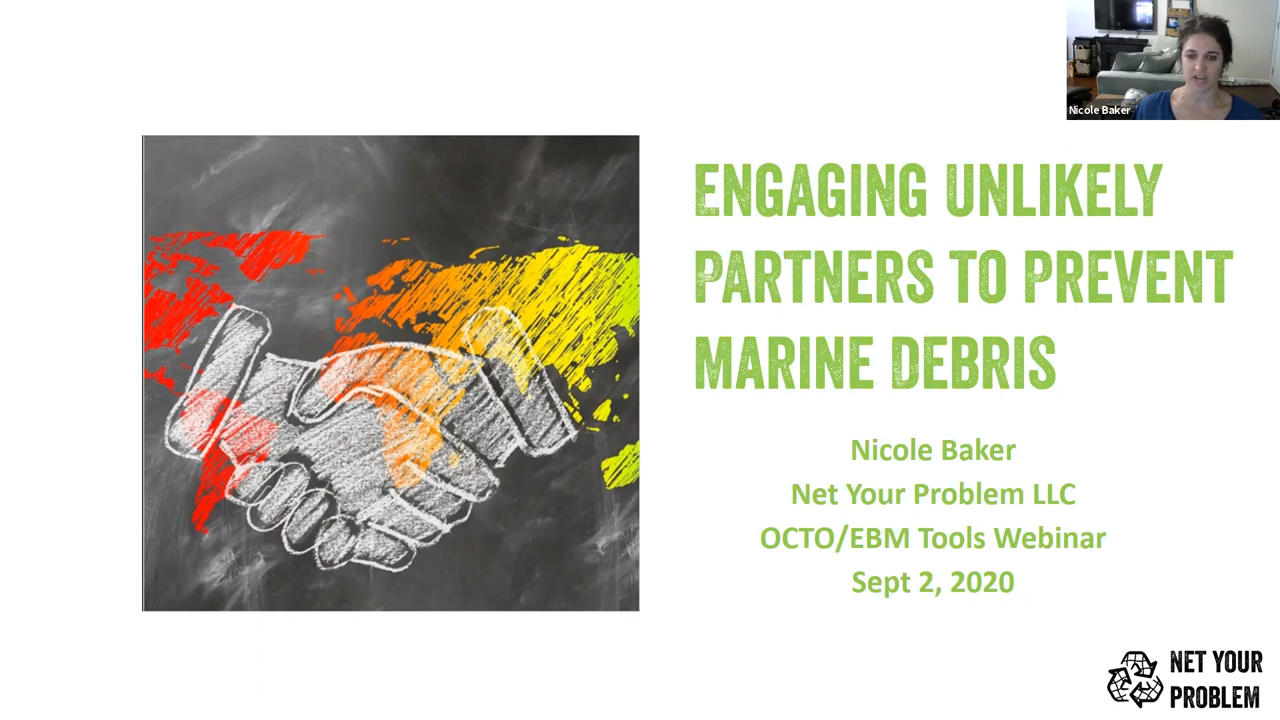 Nicole Baker
ENGAGING UNLIKELY
PARTNERS TO PREVENT
MARINE DEBRIS
Nicole Baker
Net Your Problem LLC
OCTO/EBM Tools Webinar
Sept 2, 2020
NET YOUR
PROBLEM